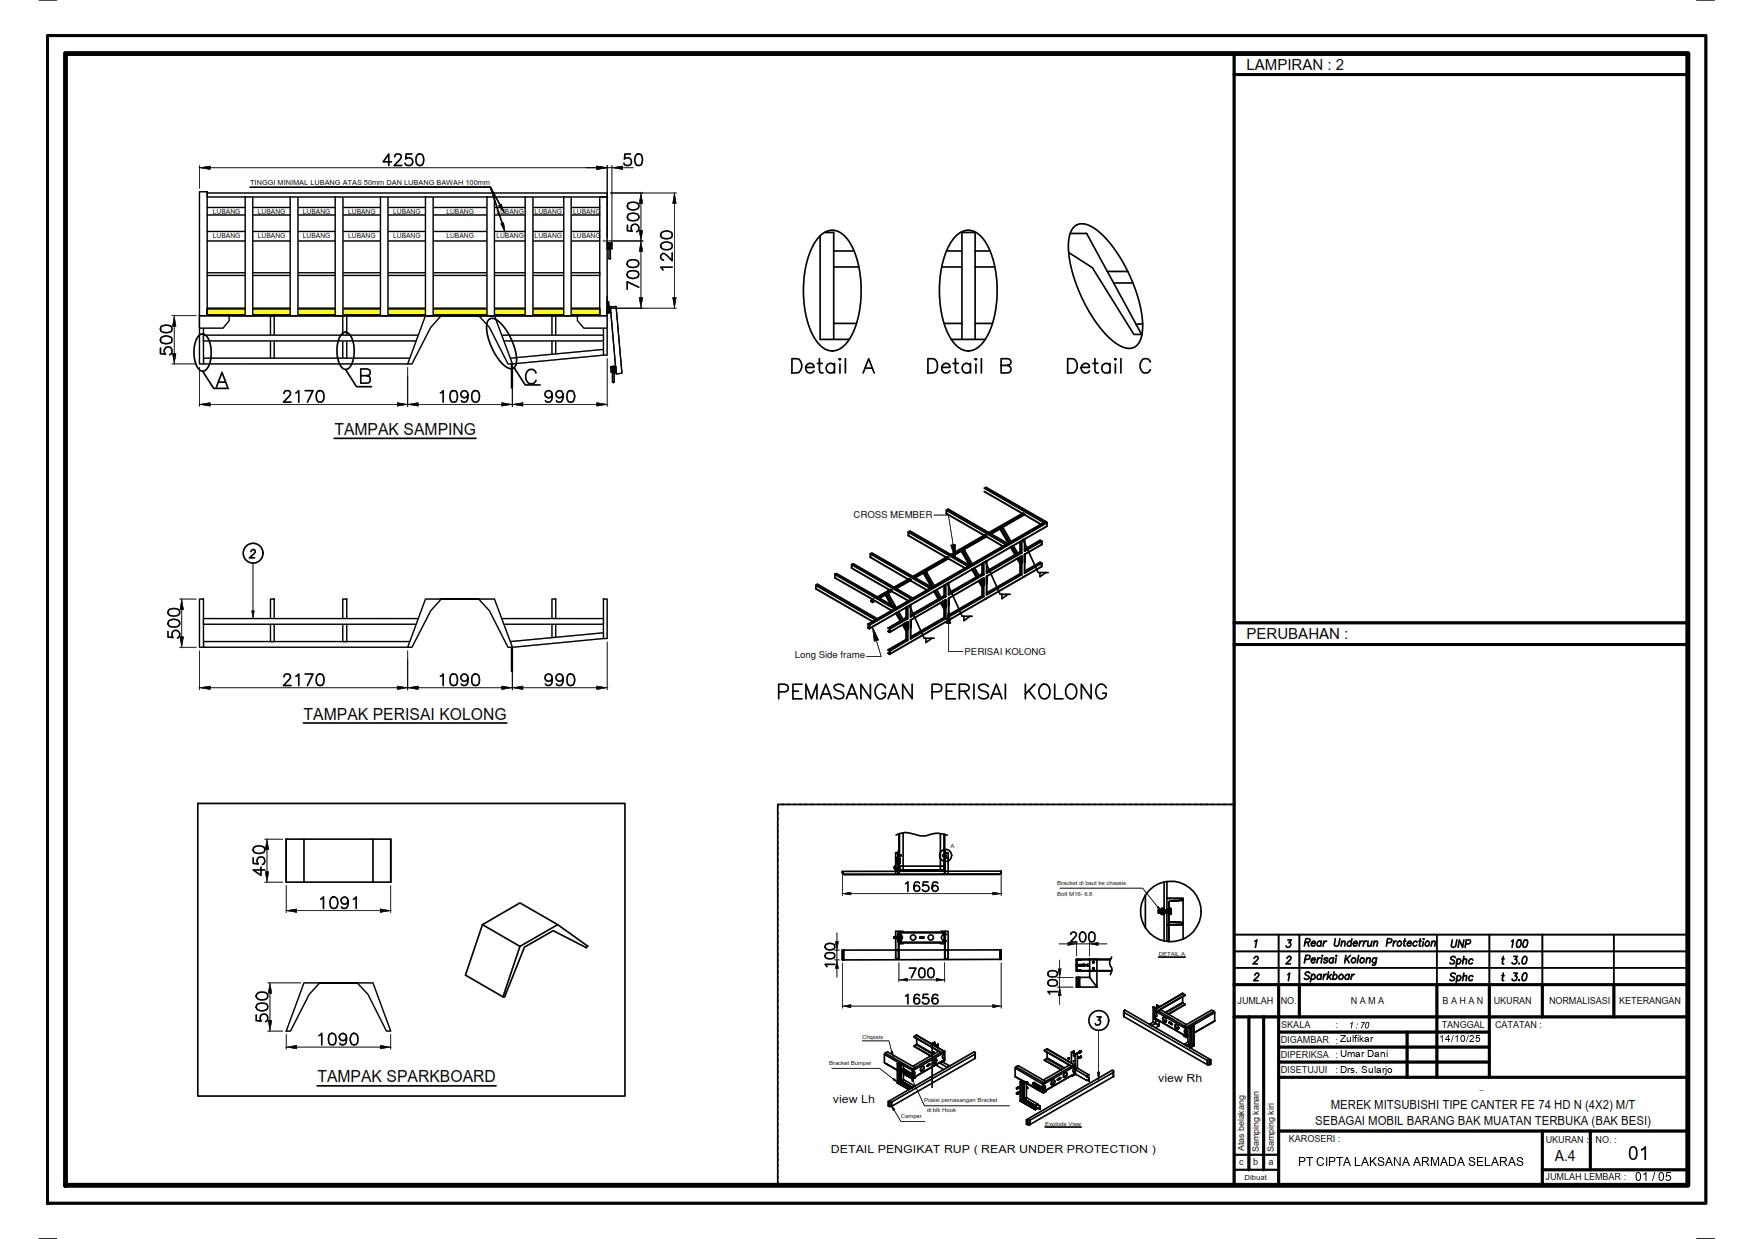 LAMPIRAN : 2
4250
50
TINGGI MINIMAL LUBANG ATAS 50mm DAN LUBANG BAWAH 100mm
LUBANG LUBANG LUBANG LUBANG LUBANG LUBANG LUBANG LUBANG LUBANG
LUBANG LUBANG LUBANG LUBANG LUBANG LUBANG LUBANG LUBANG LUBANG
500
700
1200
500
A
B
C
2170
1090
990
TAMPAK SAMPING
Detail A
Detail B
Detail C
2
500
2170
1090
990
TAMPAK PERISAI KOLONG
CROSS MEMBER
Long Side frame
PERISAI KOLONG
PEMASANGAN PERISAI KOLONG
PERUBAHAN :
450
1091
500
1090
TAMPAK SPARKBOARD
A
1656
100
700
1656
Bracket di baut ke chassis
Bolt M16- 6.8
DETAIL A
200
100
3
Chassis
Bracket Bumper
view Lh
Posisi pemasangan Bracket
di blk Hook
Camper
Explode View
view Rh
DETAIL PENGIKAT RUP ( REAR UNDER PROTECTION )
1 3 Rear Underrun Protection UNP 100
2 2 Perisai Kolong Sphc t 3.0
2 1 Sparkboar Sphc t 3.0
JUMLAH NO. N A M A B A H A N UKURAN NORMALISASI KETERANGAN
SKALA : 1 : 70 TANGGAL CATATAN :
DIGAMBAR : Zulfikar 14/10/25
DIPERIKSA : Umar Dani
DISETUJUI : Drs. Sularjo
Atas belakang
Samping kanan
Samping kiri
c b a
Dibuat
MEREK MITSUBISHI TIPE CANTER FE 74 HD N (4X2) M/T
SEBAGAI MOBIL BARANG BAK MUATAN TERBUKA (BAK BESI)
KAROSERI :
PT CIPTA LAKSANA ARMADA SELARAS
UKURAN :
A.4
NO. :
01
JUMLAH LEMBAR : 01 / 05